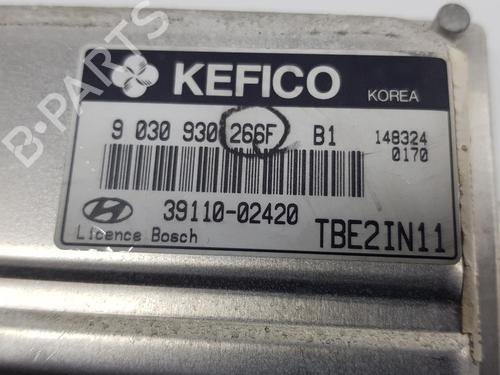 KEFICO
KOREA
9 030 930 266F B1
148324
0170
39110-02420
Licence Bosch
TBE2IN11
B-PARTS